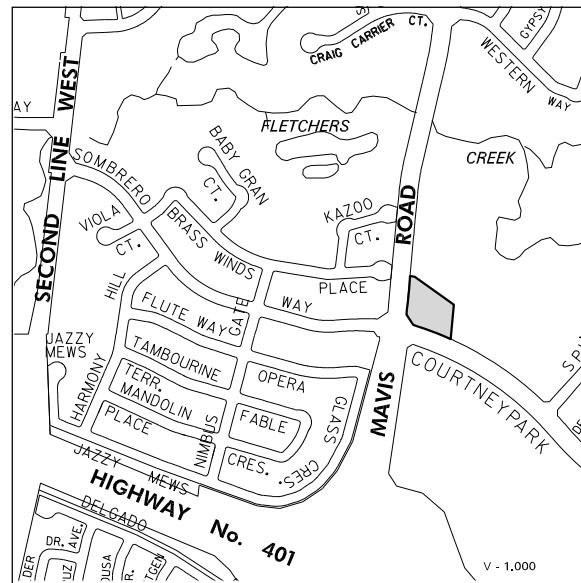 CRAIG CARRIER CT.
GYPSY
WESTERN WAY
SECOND LINE WEST
AY
FLETCHERS
CREEK
SOMBRERO
BABY GRAN
CT.
VIOLA
CT.
KAZOO
CT.
MAVIS ROAD
BRASS WINDS
PLACE
HILL
FLUTE WAY
GATE
WAY
JAZZY
MEWS
TAMBOURINE
TERR.
OPERA
COURTNEYPARK
HARMONY
MANDOLIN
PLACE
NIMBUS
FABLE
GLASS
CRES.
CRES.
JAZZY MEWS
HIGHWAY No. 401
DELGADO
DR.
AVE.
V - 1.000